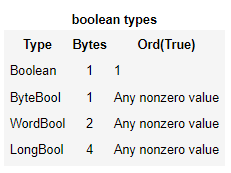 boolean types
Type Bytes Ord(True)
Boolean 1 1
ByteBool 1 Any nonzero value
WordBool 2 Any nonzero value
LongBool 4 Any nonzero value